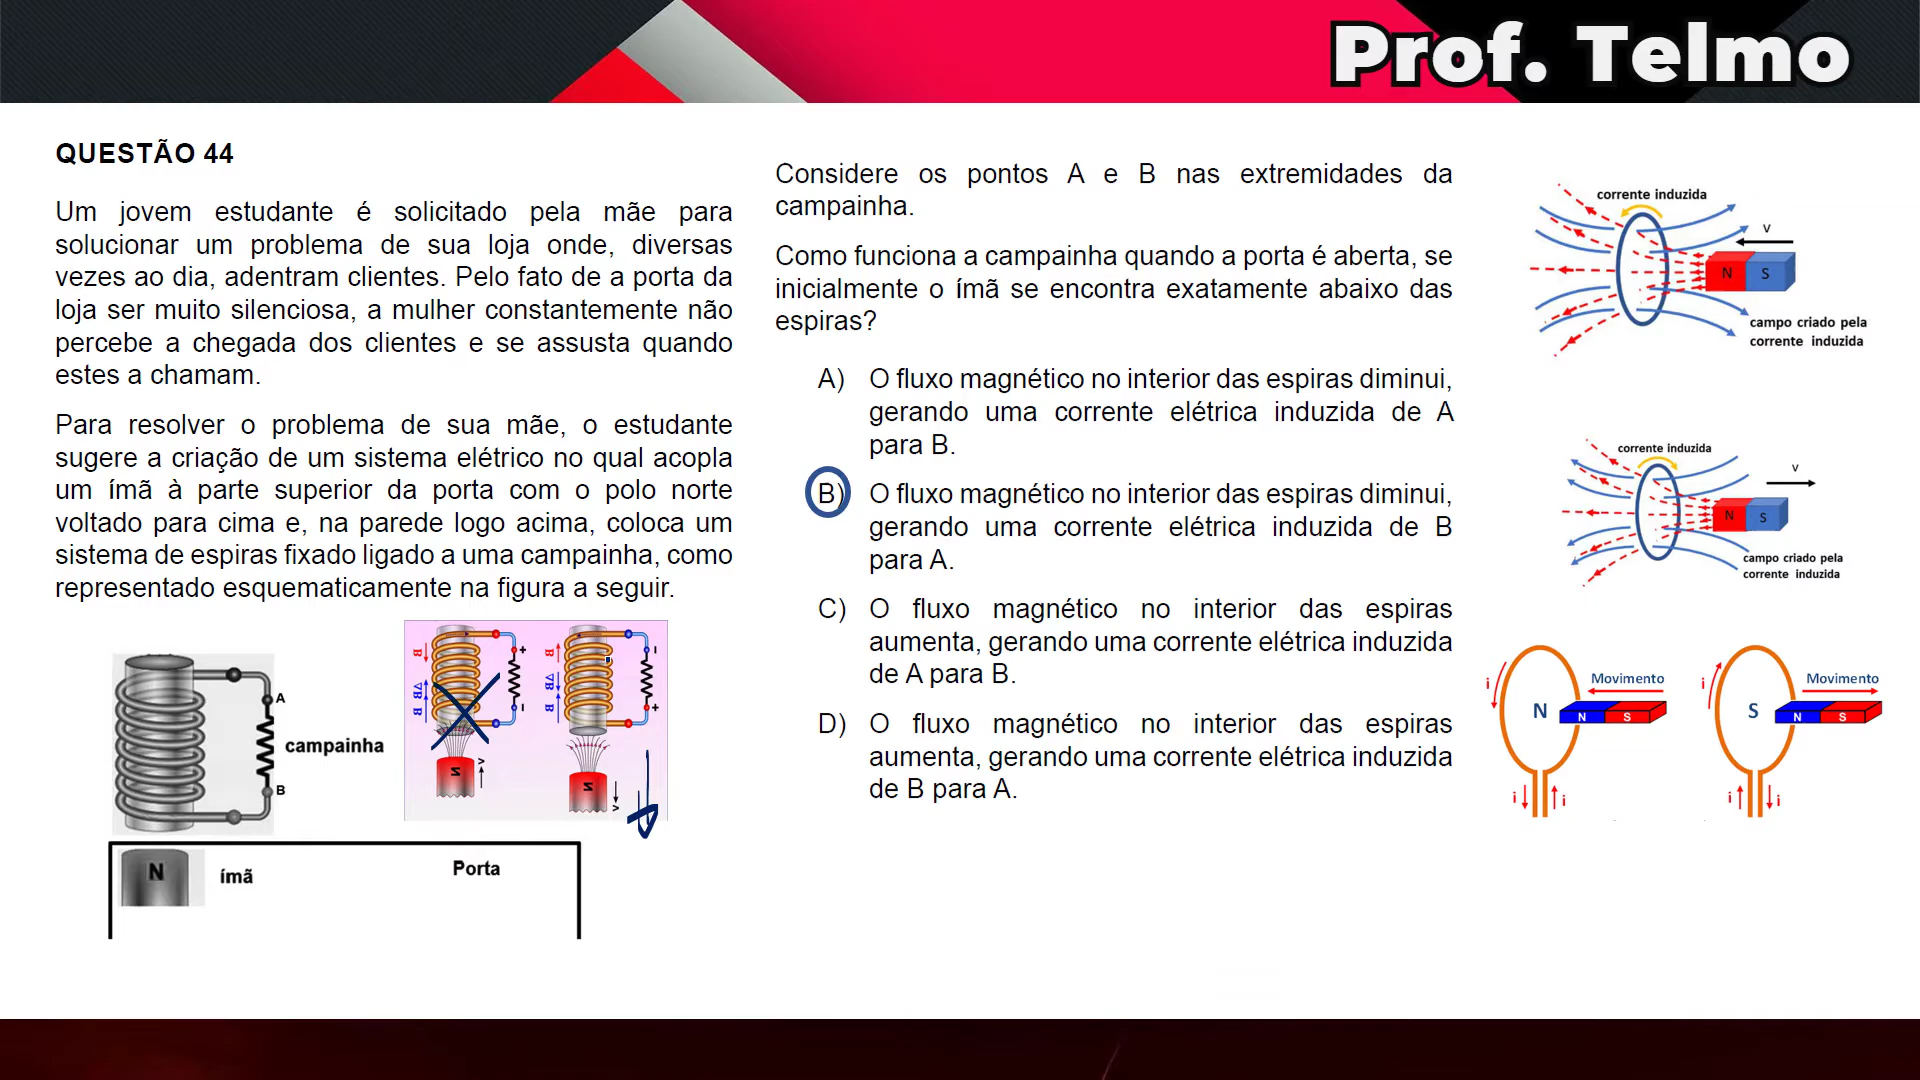 Prof. Telmo
QUESTÃO 44
Um jovem estudante é solicitado pela mãe para
solucionar um problema de sua loja onde, diversas
vezes ao dia, adentram clientes. Pelo fato de a porta da
loja ser muito silenciosa, a mulher constantemente não
percebe a chegada dos clientes e se assusta quando
estes a chamam.
Para resolver o problema de sua mãe, o estudante
sugere a criação de um sistema elétrico no qual acopla
um ímã à parte superior da porta com o polo norte
voltado para cima e, na parede logo acima, coloca um
sistema de espiras fixado ligado a uma campainha, como
representado esquematicamente na figura a seguir.
A
campainha
B
N
ímã
Porta
B
ΔB
B
+
-
N
v
B
ΔB
B
-
+
N
v
Considere os pontos A e B nas extremidades da
campainha.
Como funciona a campainha quando a porta é aberta, se
inicialmente o ímã se encontra exatamente abaixo das
espiras?
A) O fluxo magnético no interior das espiras diminui,
gerando uma corrente elétrica induzida de A
para B.
B) O fluxo magnético no interior das espiras diminui,
gerando uma corrente elétrica induzida de B
para A.
C) O fluxo magnético no interior das espiras
aumenta, gerando uma corrente elétrica induzida
de A para B.
D) O fluxo magnético no interior das espiras
aumenta, gerando uma corrente elétrica induzida
de B para A.
corrente induzida
v
N S
campo criado pela
corrente induzida
corrente induzida
v
N S
campo criado pela
corrente induzida
i
Movimento
N
N S
i i
i
Movimento
S
N S
i i